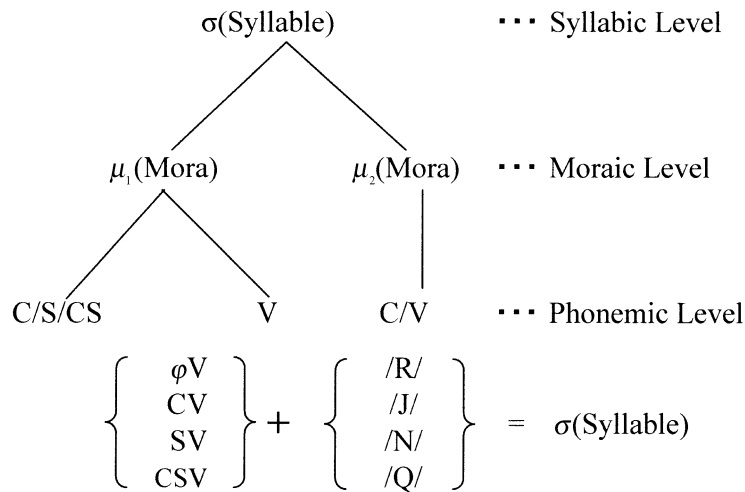 σ(Syllable) ··· Syllabic Level
μ₁(Mora) μ₂(Mora) ··· Moraic Level
C/S/CS V C/V ··· Phonemic Level
φV /R/
CV /J/
+ = σ(Syllable)
SV /N/
CSV /Q/